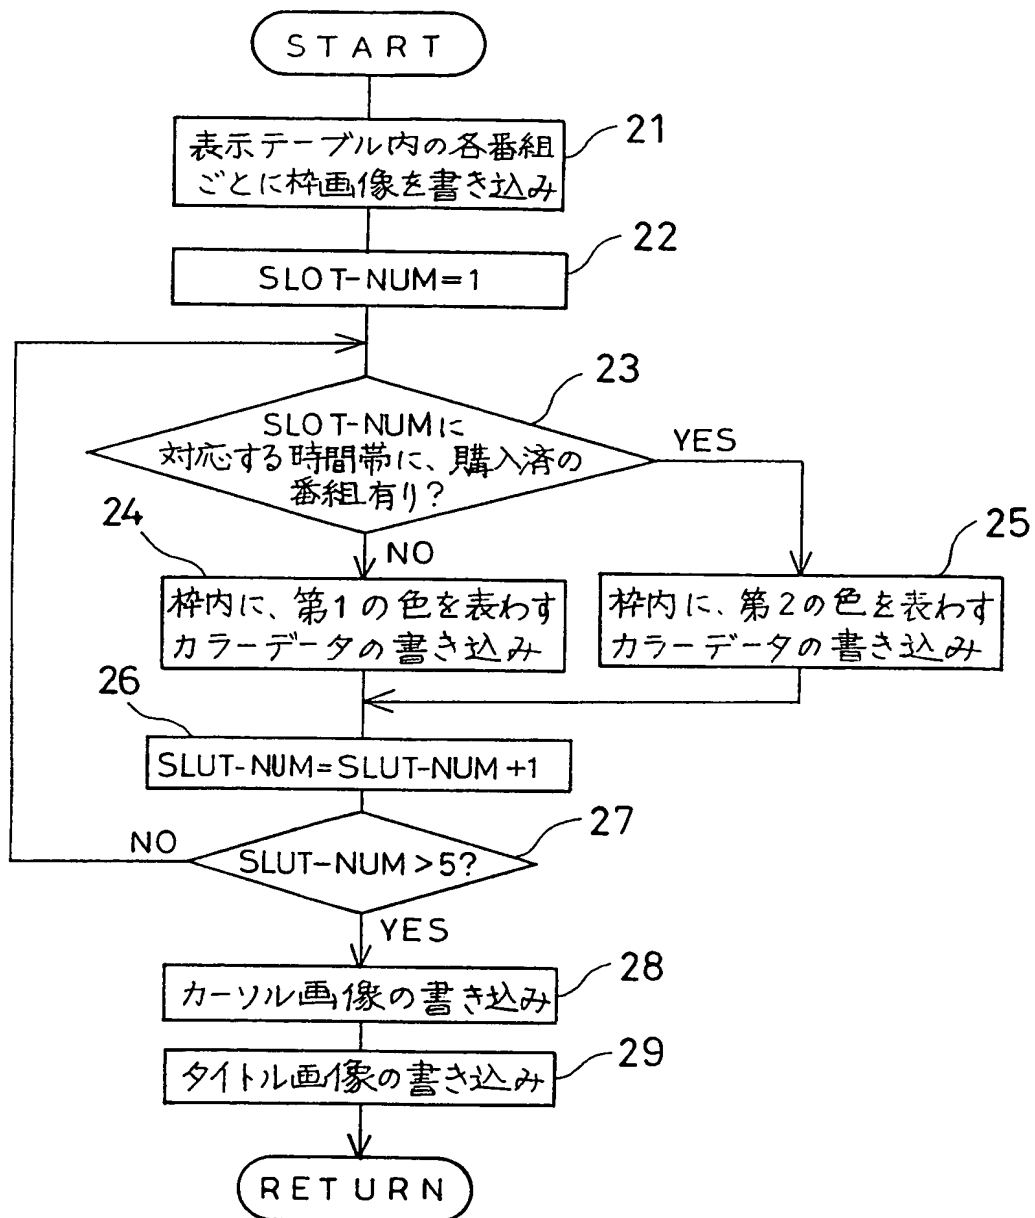 START
表示テーブル内の各番組
ごとに枠画像を書き込み
21
SLOT-NUM=1
22
SLOT-NUMに
対応する時間帯に、購入済の
番組有り?
23
YES
NO
24
枠内に、第1の色を表わす
カラーデータの書き込み
25
枠内に、第2の色を表わす
カラーデータの書き込み
26
SLUT-NUM=SLUT-NUM+1
27
NO
SLUT-NUM>5?
YES
カーソル画像の書き込み
28
タイトル画像の書き込み
29
RETURN